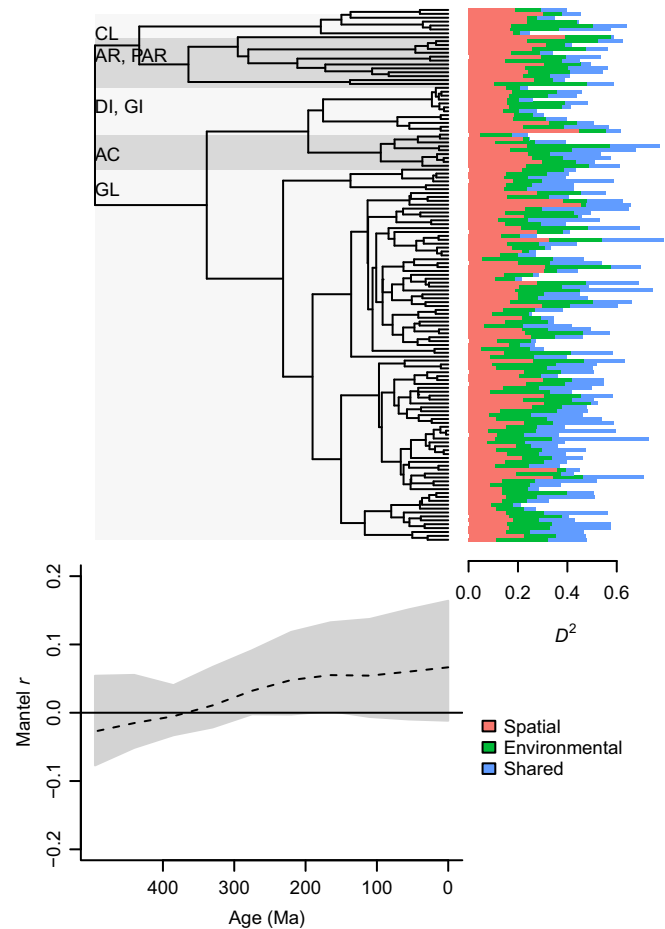 CL
AR, PAR
DI, GI
AC
GL
0.0 0.2 0.4 0.6
D²
0.2
0.1
0.0
−0.1
−0.2
Mantel r
400 300 200 100 0
Age (Ma)
Spatial
Environmental
Shared